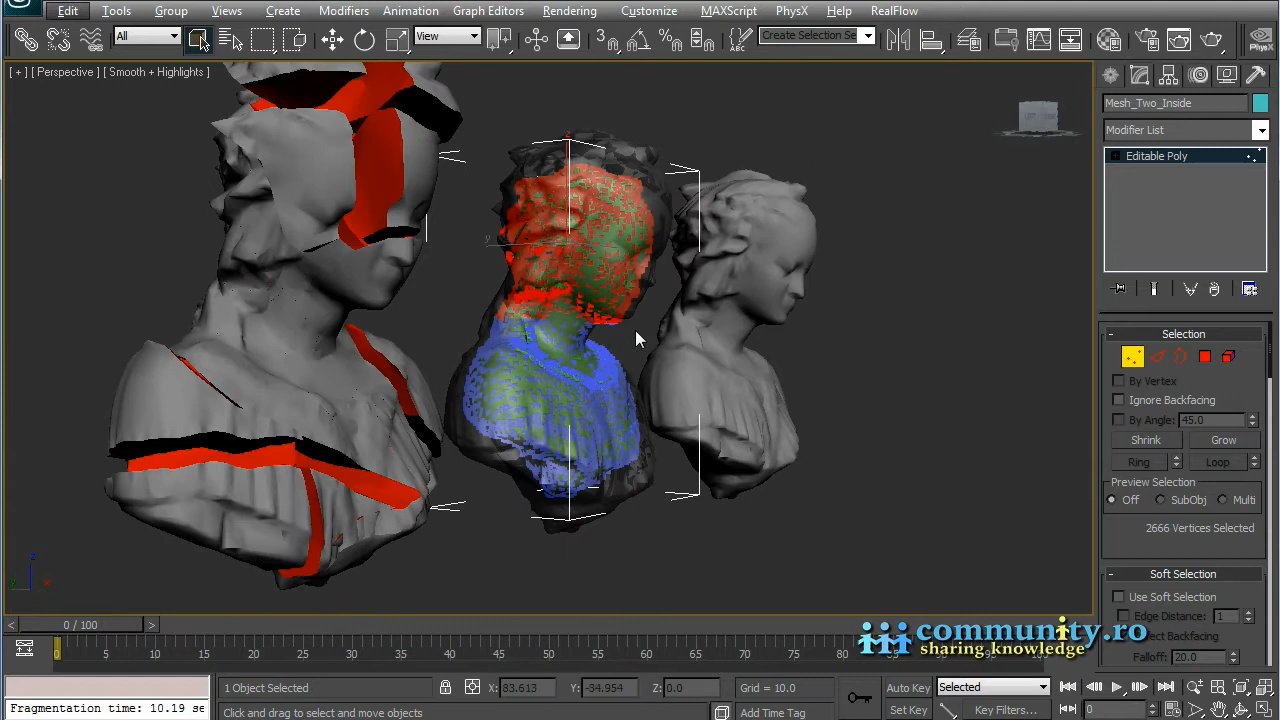 Edit Tools Group Views Create Modifiers Animation Graph Editors Rendering Customize MAXScript PhysX Help RealFlow
All View 3 % Create Selection Se PhysX
[ + ] [ Perspective ] [ Smooth + Highlights ]
Mesh_Two_Inside
Modifier List
Editable Poly
y
- Selection
By Vertex
Ignore Backfacing
By Angle: 45.0
Shrink Grow
Ring Loop
Preview Selection
Off SubObj Multi
2666 Vertices Selected
- Soft Selection
Use Soft Selection
Edge Distance: 1
Backfacing
Falloff: 20.0
z
y x
community.ro
sharing knowledge
< 0 / 100 >
0 5 10 15 20 25 30 35 40 45 50 55 60 65 70 75 80
1 Object Selected X: 83.613 Y: -34.954 Z: 0.0 Grid = 10.0 Auto Key Selected
Fragmentation time: 10.19 se
Click and drag to select and move objects Add Time Tag Set Key Key Filters... 0